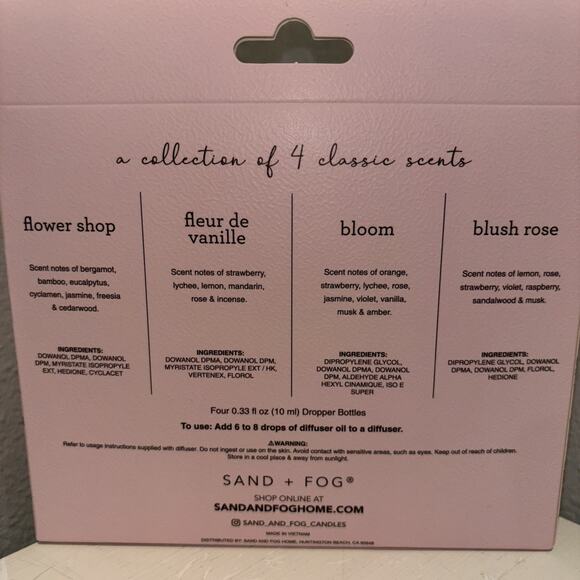 a collection of 4 classic scents
flower shop
Scent notes of bergamot,
bamboo, eucalyptus,
cyclamen, jasmine, freesia
& cedarwood.
INGREDIENTS:
DOWANOL DPMA, DOWANOL
DPM, MYRISTATE ISOPROPYLE
EXT, HEDIONE, CYCLACET
fleur de
vanille
Scent notes of strawberry,
lychee, lemon, mandarin,
rose & incense.
INGREDIENTS:
DOWANOL DPMA, DOWANOL DPM,
MYRISTATE ISOPROPYLE EXT / HK,
VERTENEX, FLOROL
bloom
Scent notes of orange,
strawberry, lychee, rose,
jasmine, violet, vanilla,
musk & amber.
INGREDIENTS:
DIPROPYLENE GLYCOL,
DOWANOL DPMA, DOWANOL
DPM, ALDEHYDE ALPHA
HEXYL CINAMIQUE, ISO E
SUPER
blush rose
Scent notes of lemon, rose,
strawberry, violet, raspberry,
sandalwood & musk.
INGREDIENTS:
DIPROPYLENE GLYCOL, DOWANOL
DPMA, DOWANOL DPM, FLOROL,
HEDIONE
Four 0.33 fl oz (10 ml) Dropper Bottles
To use: Add 6 to 8 drops of diffuser oil to a diffuser.
⚠WARNING:
Refer to usage instructions supplied with diffuser. Do not ingest or use on the skin. Avoid contact with sensitive areas, such as eyes. Keep out of reach of children.
Store in a cool place & away from sunlight.
SAND + FOG®
SHOP ONLINE AT
SANDANDFOGHOME.COM
SAND_AND_FOG_CANDLES
MADE IN VIETNAM
DISTRIBUTED BY: SAND AND FOG HOME, HUNTINGTON BEACH, CA 92648